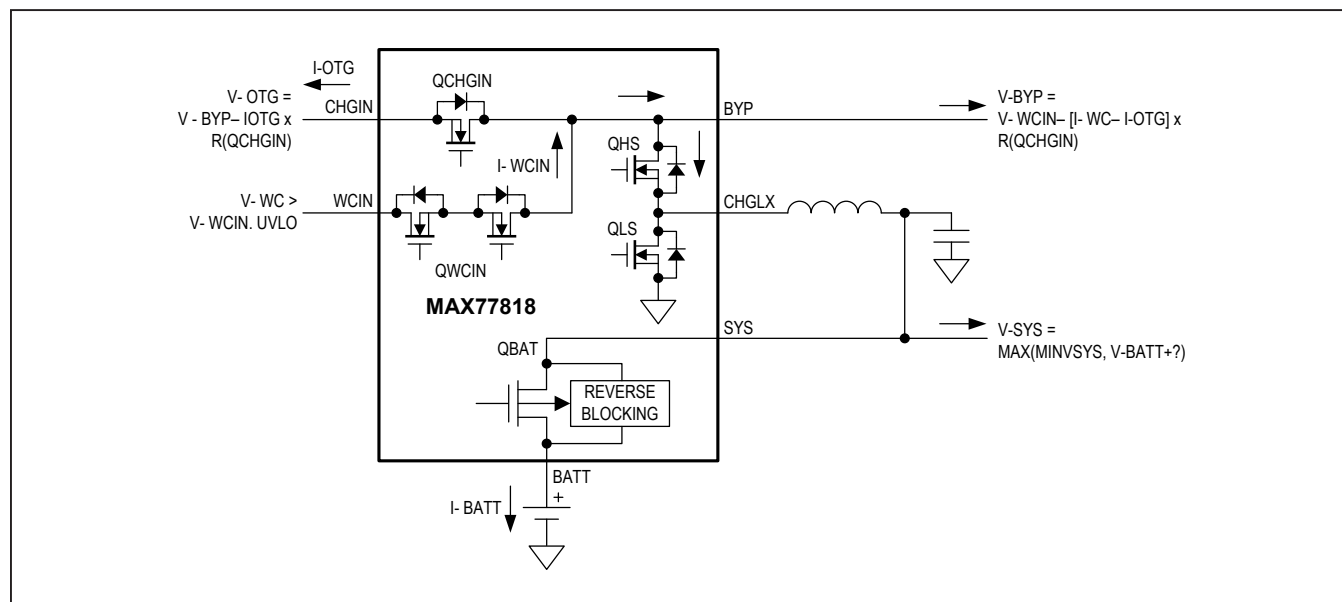 I-OTG
V- OTG =
V - BYP– IOTG x
R(QCHGIN)
CHGIN
QCHGIN
BYP
V-BYP =
V- WCIN– [I- WC– I-OTG] x
R(QCHGIN)
I- WCIN
QHS
V- WC >
V- WCIN. UVLO
WCIN
QWCIN
CHGLX
QLS
MAX77818
SYS
V-SYS =
MAX(MINVSYS, V-BATT+?)
QBAT
REVERSE
BLOCKING
BATT
I- BATT
+